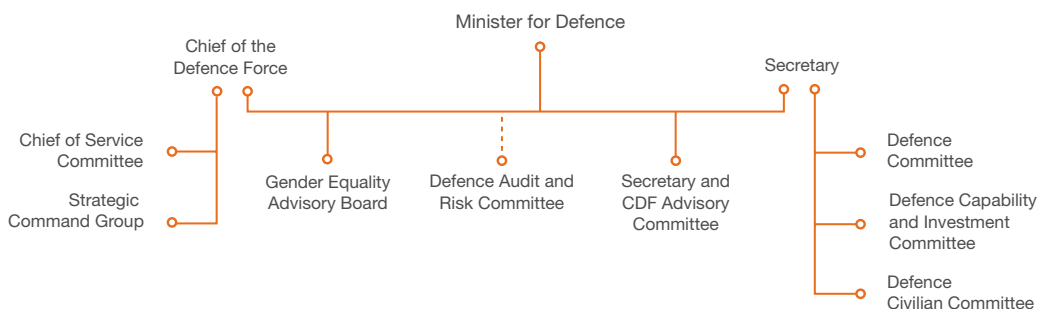 Minister for Defence
Chief of the
Defence Force
Secretary
Chief of Service
Committee
Strategic
Command Group
Gender Equality
Advisory Board
Defence Audit and
Risk Committee
Secretary and
CDF Advisory
Committee
Defence
Committee
Defence Capability
and Investment
Committee
Defence
Civilian Committee